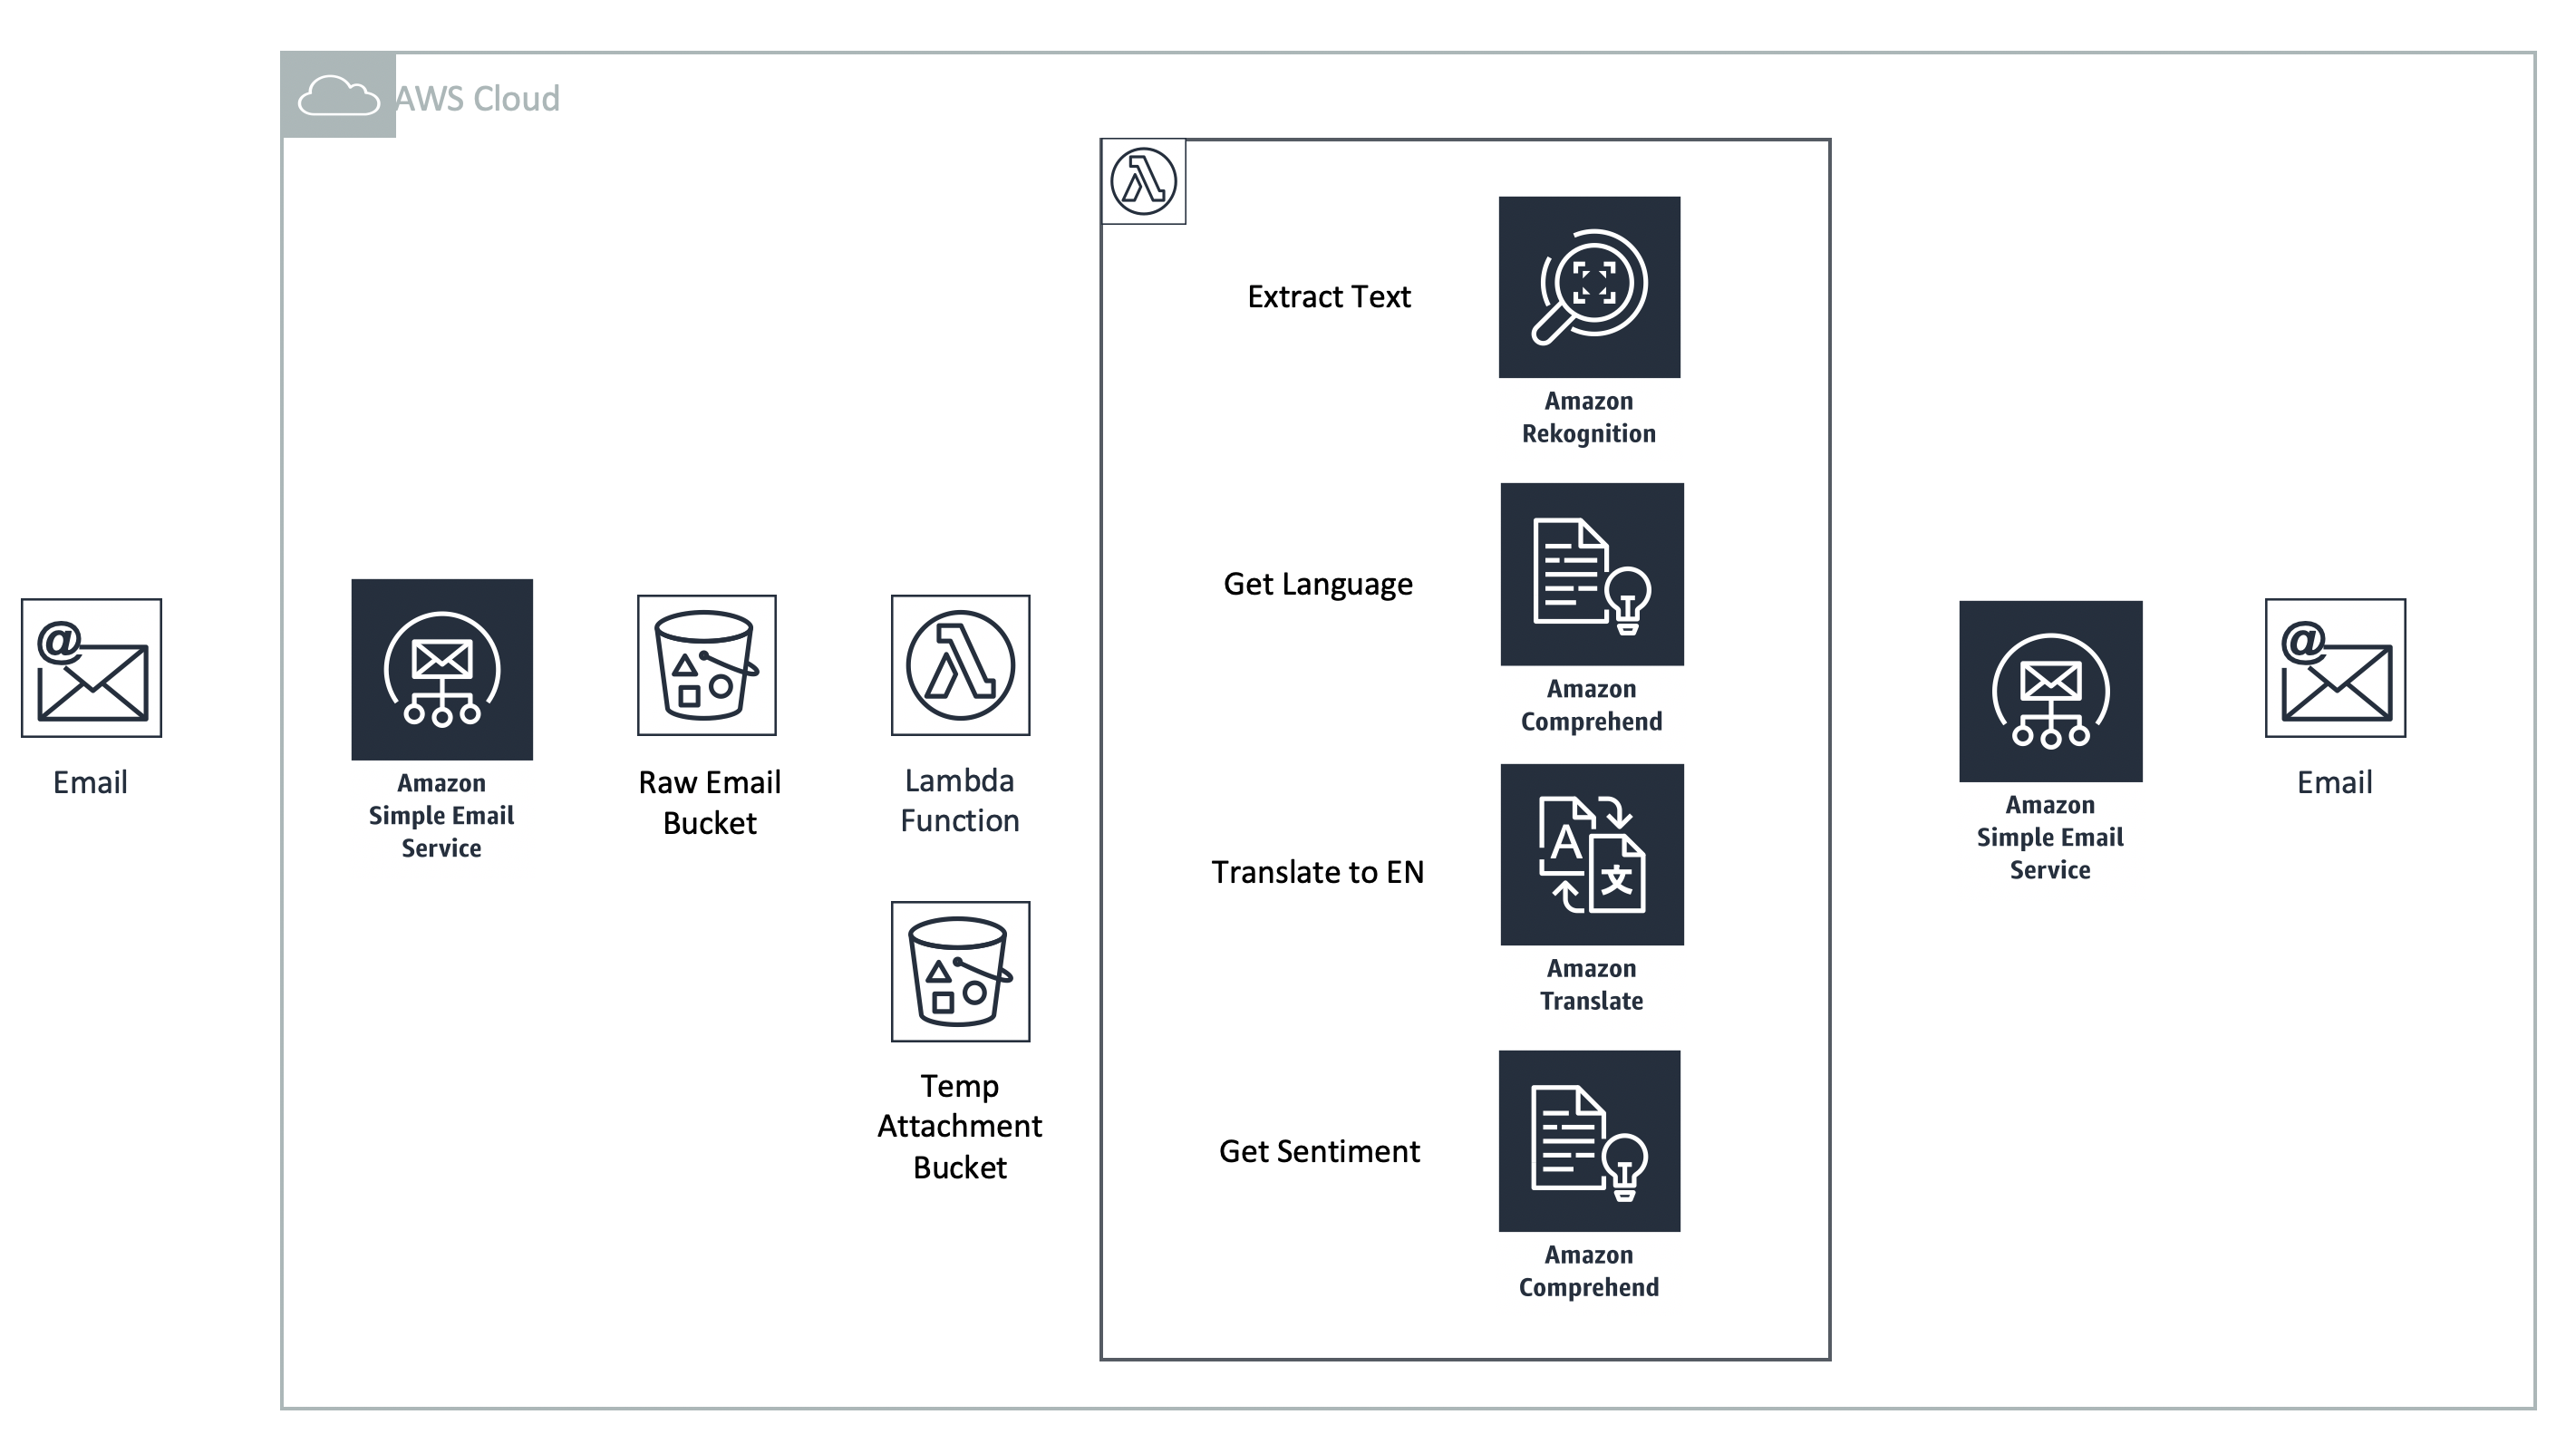 AWS Cloud
Email
Amazon
Simple Email
Service
Raw Email
Bucket
Lambda
Function
Temp
Attachment
Bucket
Extract Text
Amazon
Rekognition
Get Language
Amazon
Comprehend
Translate to EN
A
文
Amazon
Translate
Get Sentiment
Amazon
Comprehend
Amazon
Simple Email
Service
Email